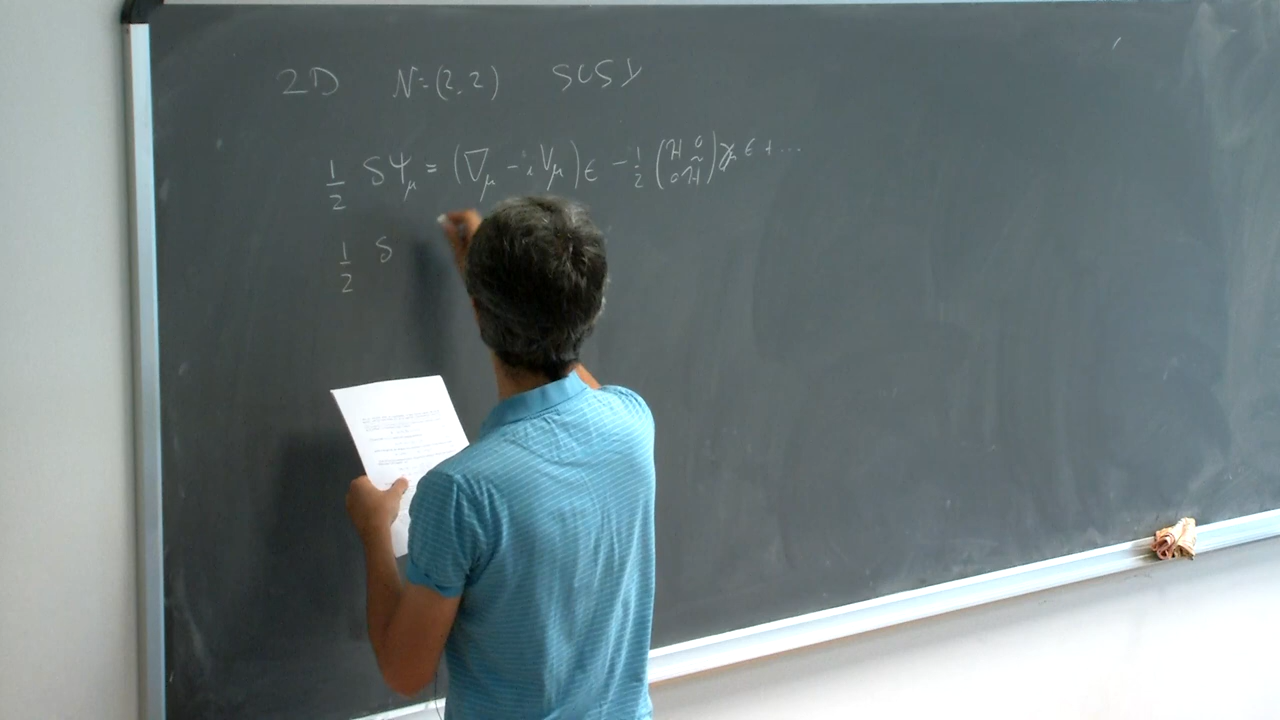 2D N=(2,2) SUSY
1/2 δΨ_μ = (∇_μ - i V_μ)ε - 1/2 (H 0 0 H̃) γ_μ ε + ...
1/2 δ